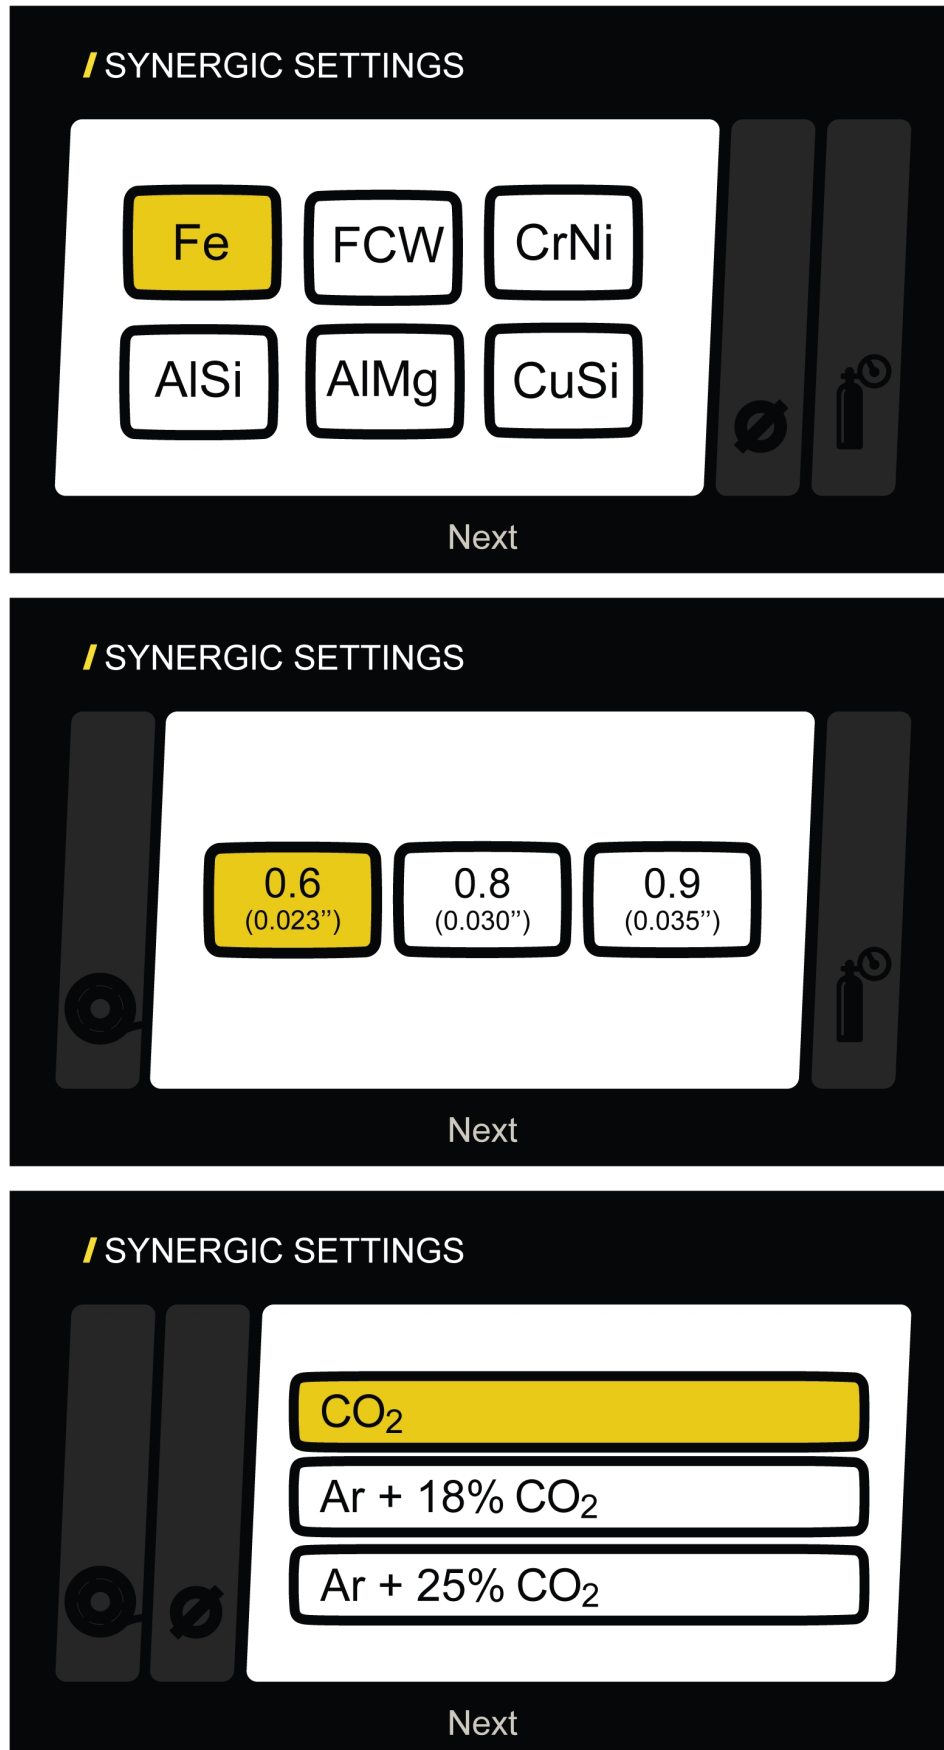 / SYNERGIC SETTINGS
Fe FCW CrNi
AlSi AlMg CuSi
Next
/ SYNERGIC SETTINGS
0.6 0.8 0.9
(0.023”) (0.030”) (0.035”)
Next
/ SYNERGIC SETTINGS
CO₂
Ar + 18% CO₂
Ar + 25% CO₂
Next